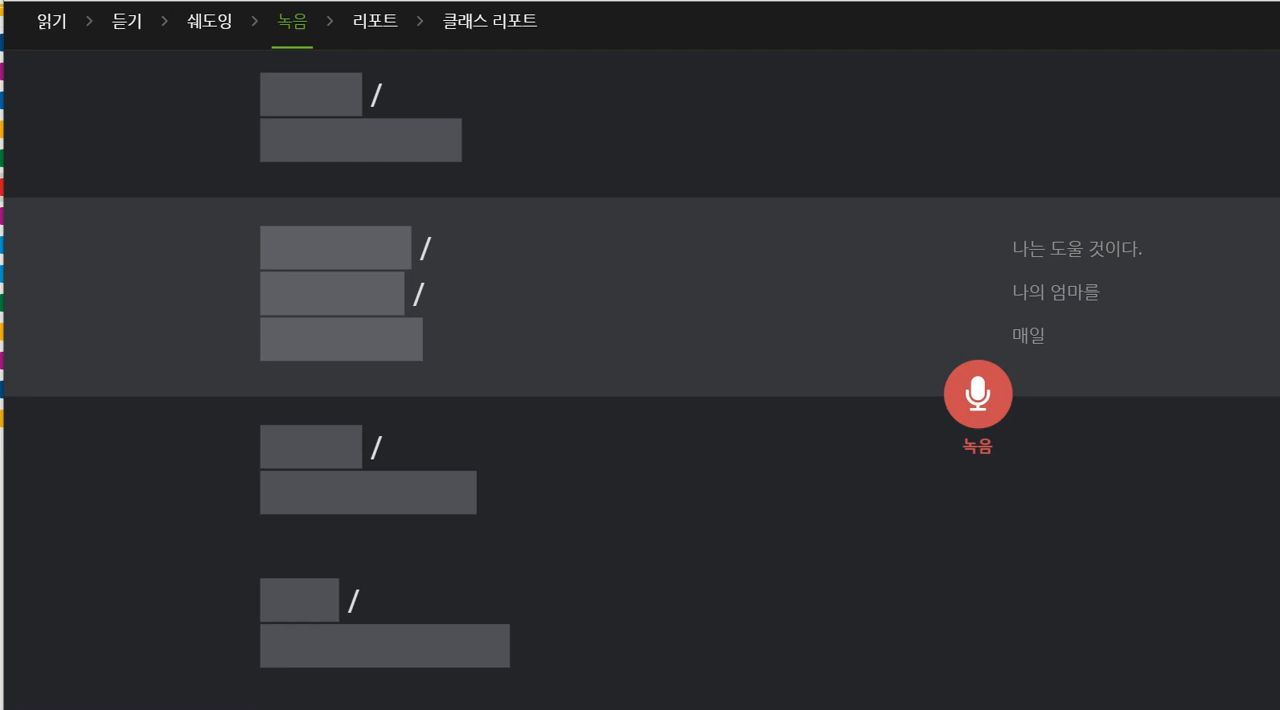 읽기 > 듣기 > 쉐도잉 > 녹음 > 리포트 > 클래스 리포트
/
/
나는 도울 것이다.
/
나의 엄마를
매일
녹음
/
/